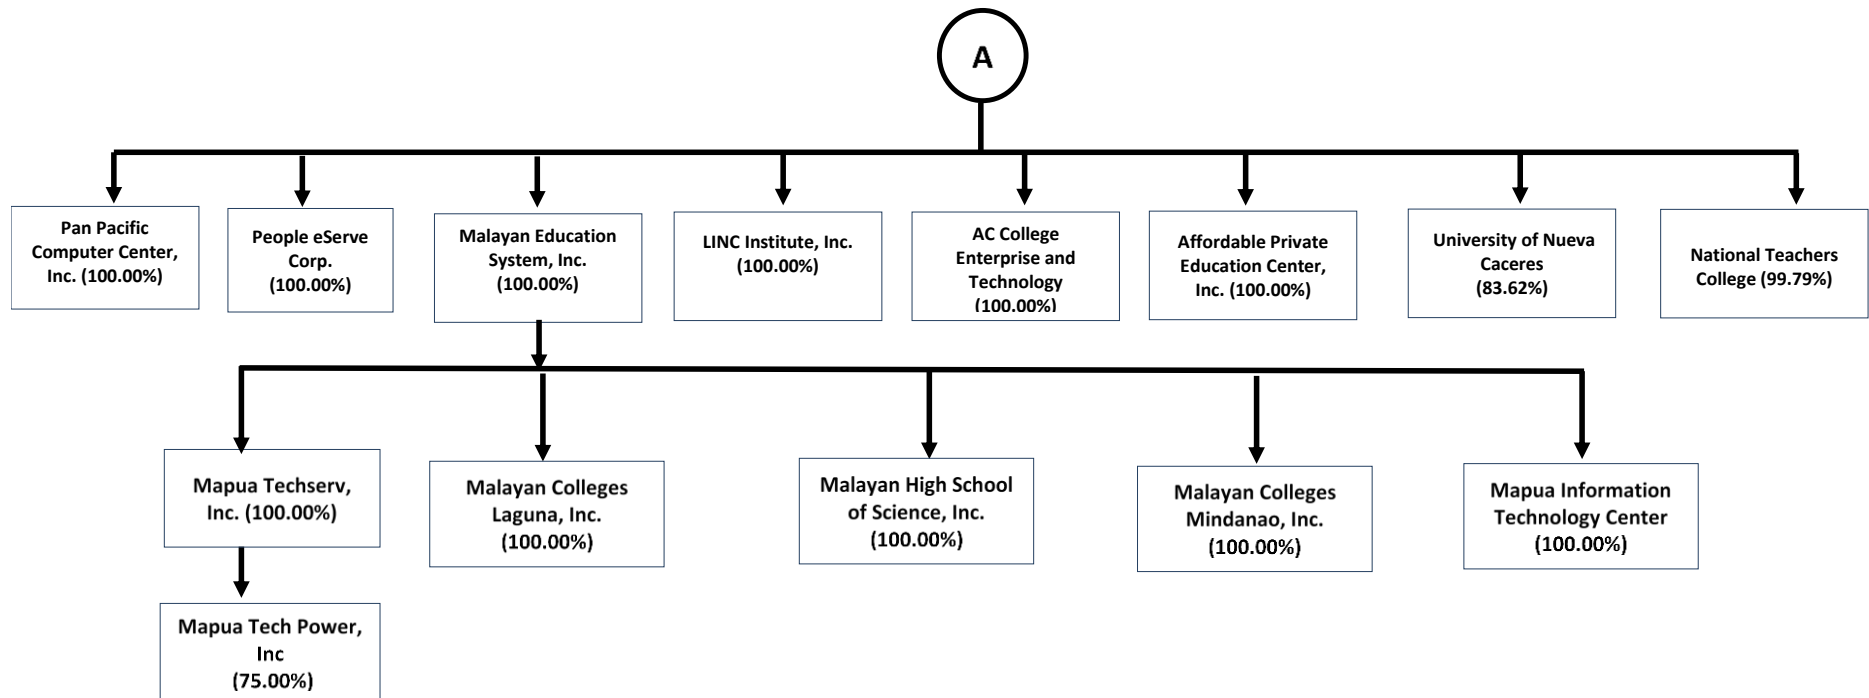 A
Pan Pacific
Computer Center,
Inc. (100.00%)
People eServe
Corp.
(100.00%)
Malayan Education
System, Inc.
(100.00%)
LINC Institute, Inc.
(100.00%)
AC College
Enterprise and
Technology
(100.00%)
Affordable Private
Education Center,
Inc. (100.00%)
University of Nueva
Caceres
(83.62%)
National Teachers
College (99.79%)
Mapua Techserv,
Inc. (100.00%)
Malayan Colleges
Laguna, Inc.
(100.00%)
Malayan High School
of Science, Inc.
(100.00%)
Malayan Colleges
Mindanao, Inc.
(100.00%)
Mapua Information
Technology Center
(100.00%)
Mapua Tech Power,
Inc
(75.00%)